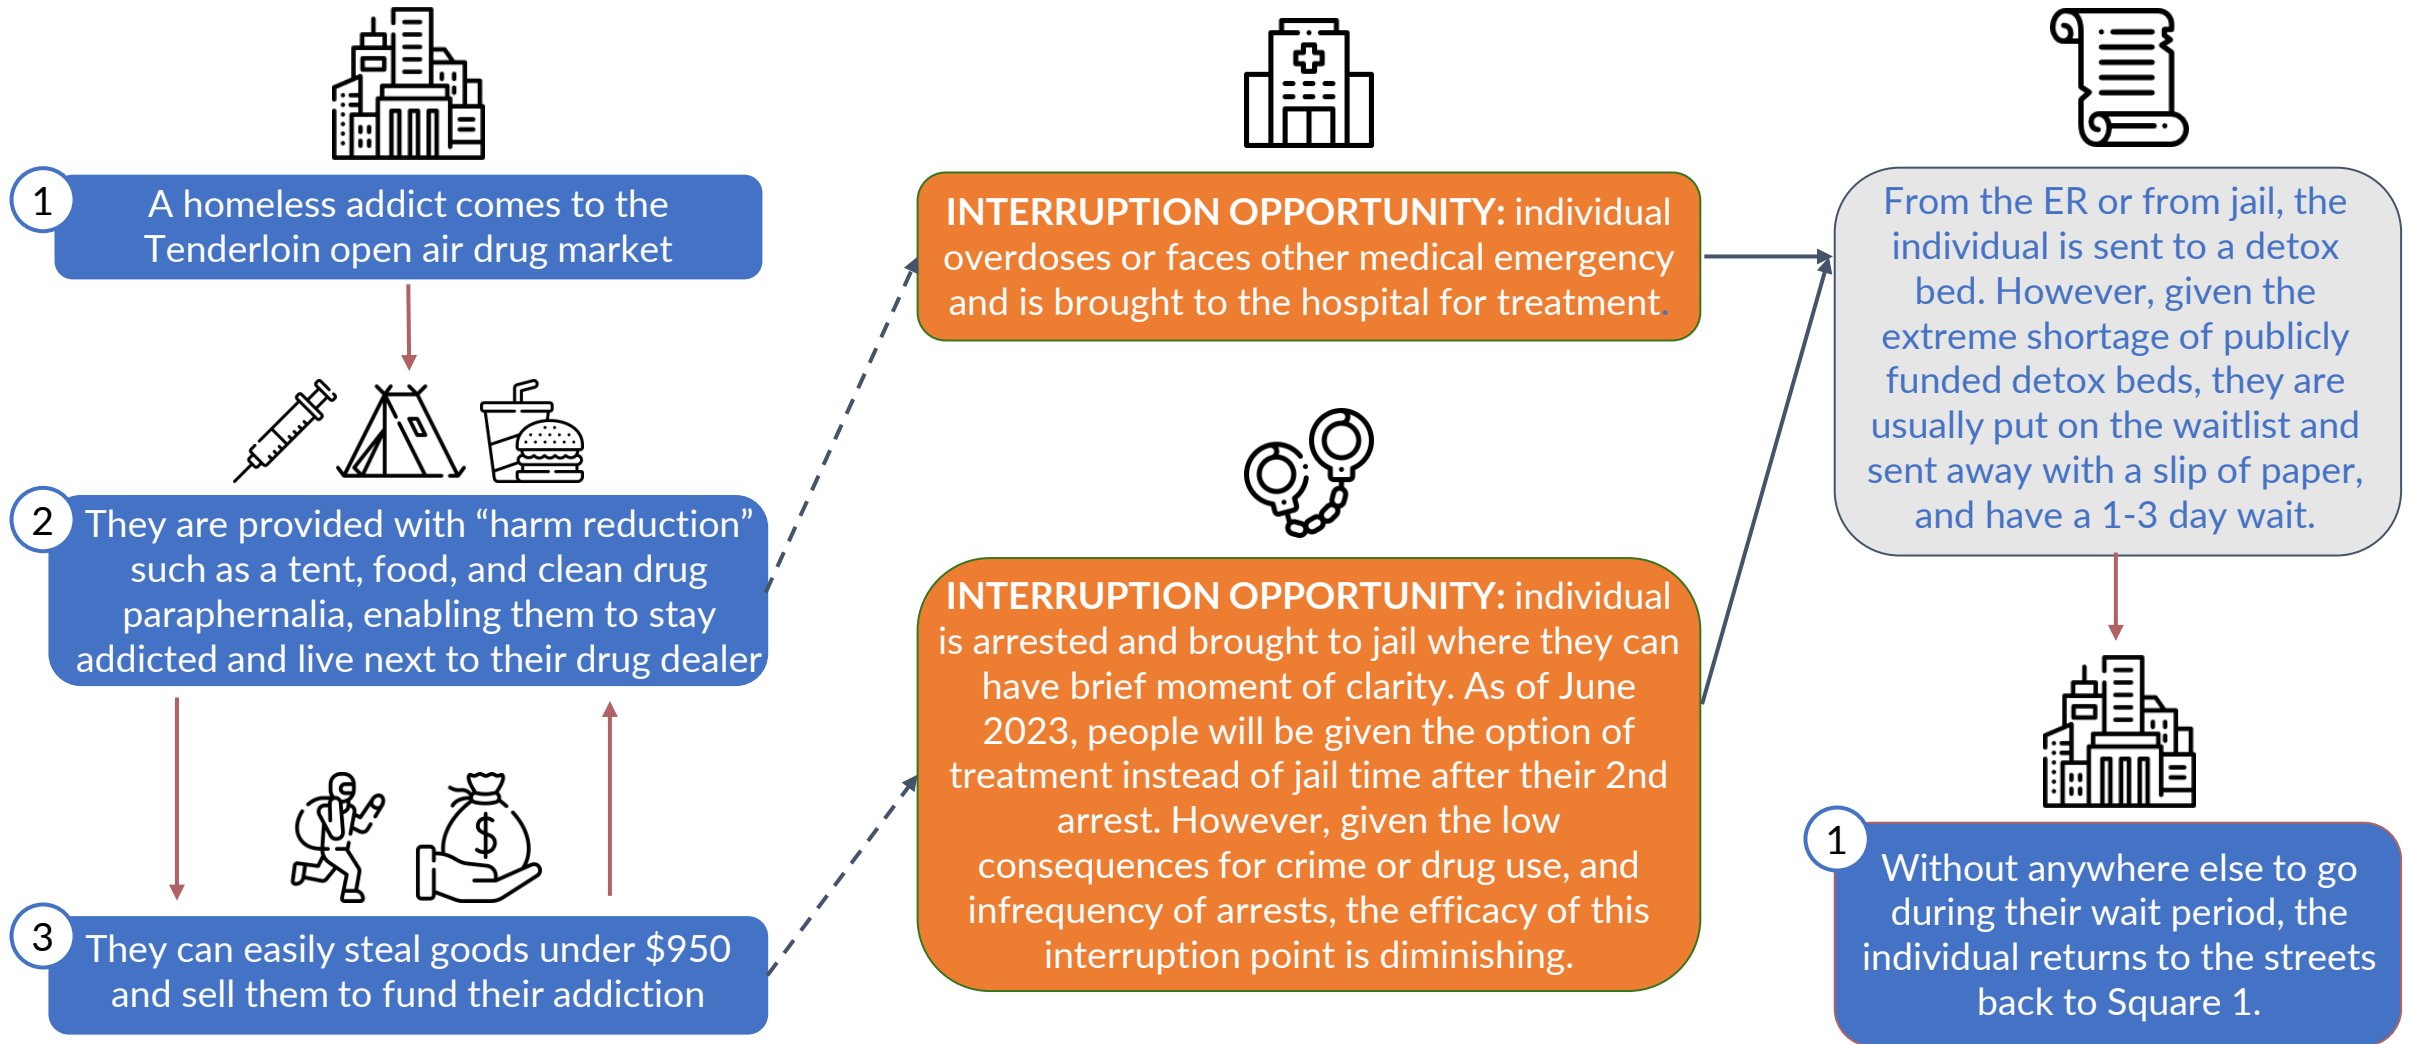 1
A homeless addict comes to the
Tenderloin open air drug market
2
They are provided with “harm reduction”
such as a tent, food, and clean drug
paraphernalia, enabling them to stay
addicted and live next to their drug dealer
$
3
They can easily steal goods under $950
and sell them to fund their addiction
INTERRUPTION OPPORTUNITY: individual
overdoses or faces other medical emergency
and is brought to the hospital for treatment.
INTERRUPTION OPPORTUNITY: individual
is arrested and brought to jail where they can
have brief moment of clarity. As of June
2023, people will be given the option of
treatment instead of jail time after their 2nd
arrest. However, given the low
consequences for crime or drug use, and
infrequency of arrests, the efficacy of this
interruption point is diminishing.
From the ER or from jail, the
individual is sent to a detox
bed. However, given the
extreme shortage of publicly
funded detox beds, they are
usually put on the waitlist and
sent away with a slip of paper,
and have a 1-3 day wait.
1
Without anywhere else to go
during their wait period, the
individual returns to the streets
back to Square 1.